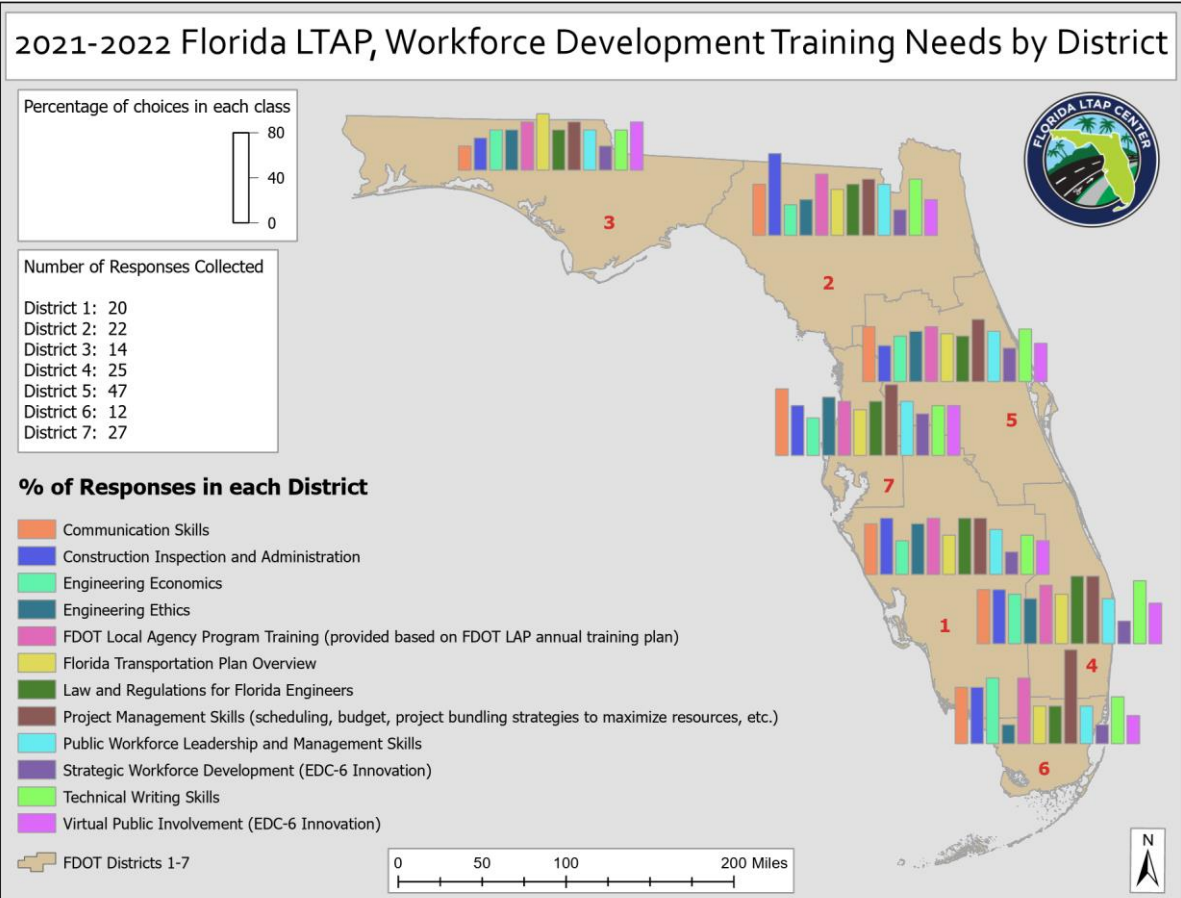 2021-2022 Florida LTAP, Workforce Development Training Needs by District
Percentage of choices in each class
80
40
0
Number of Responses Collected
District 1: 20
District 2: 22
District 3: 14
District 4: 25
District 5: 47
District 6: 12
District 7: 27
% of Responses in each District
Communication Skills
Construction Inspection and Administration
Engineering Economics
Engineering Ethics
FDOT Local Agency Program Training (provided based on FDOT LAP annual training plan)
Florida Transportation Plan Overview
Law and Regulations for Florida Engineers
Project Management Skills (scheduling, budget, project bundling strategies to maximize resources, etc.)
Public Workforce Leadership and Management Skills
Strategic Workforce Development (EDC-6 Innovation)
Technical Writing Skills
Virtual Public Involvement (EDC-6 Innovation)
FDOT Districts 1-7
0 50 100 200 Miles
FLORIDA LTAP CENTER
3
2
5
7
1
4
6
N